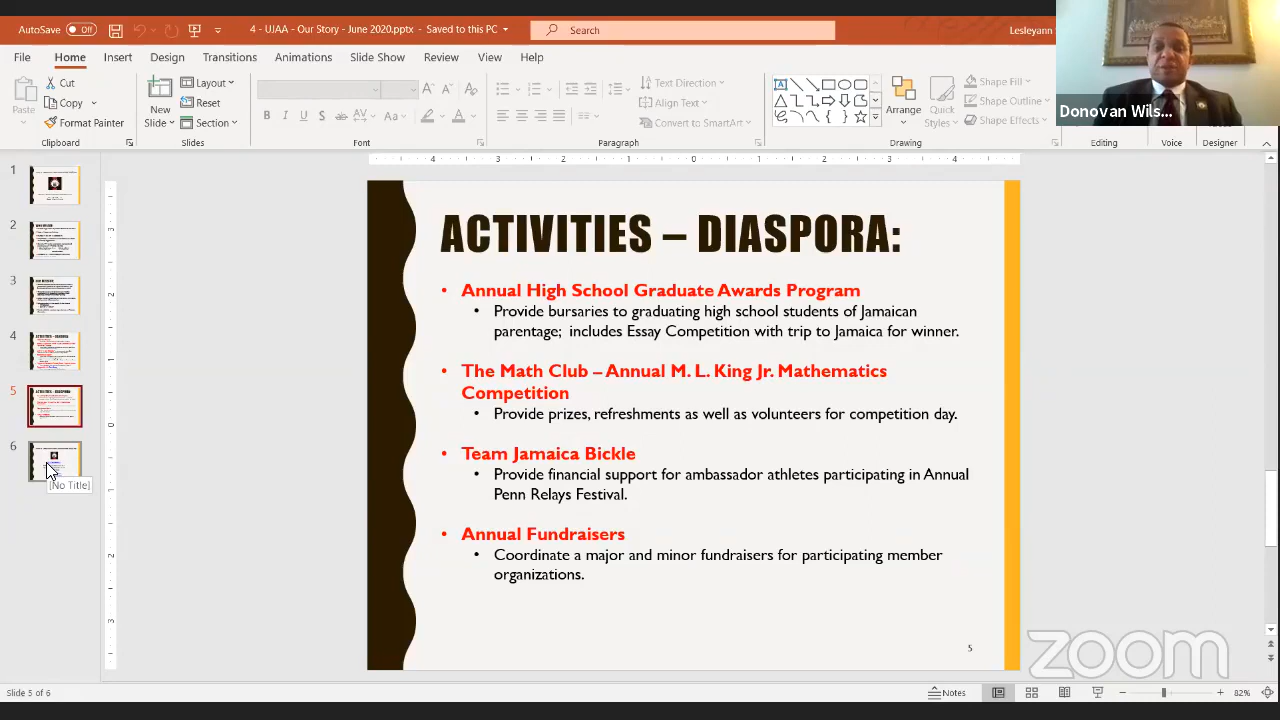 AutoSave Off 4 - UJAA - Our Story - June 2020.pptx - Saved to this PC Search Lesleyann
File Home Insert Design Transitions Animations Slide Show Review View Help
Paste Cut Copy Format Painter Clipboard
New Slide Layout Reset Section Slides
Font
Text Direction Align Text Convert to SmartArt Paragraph
Arrange Quick Styles Shape Fill Shape Outline Shape Effects Drawing
Editing Voice Designer
Donovan Wils...
1
2
3
4
5
6
[No Title]
ACTIVITIES – DIASPORA:
• Annual High School Graduate Awards Program
• Provide bursaries to graduating high school students of Jamaican
parentage; includes Essay Competition with trip to Jamaica for winner.
• The Math Club – Annual M. L. King Jr. Mathematics
Competition
• Provide prizes, refreshments as well as volunteers for competition day.
• Team Jamaica Bickle
• Provide financial support for ambassador athletes participating in Annual
Penn Relays Festival.
• Annual Fundraisers
• Coordinate a major and minor fundraisers for participating member
organizations.
5
zoom
Slide 5 of 6 Notes 82%